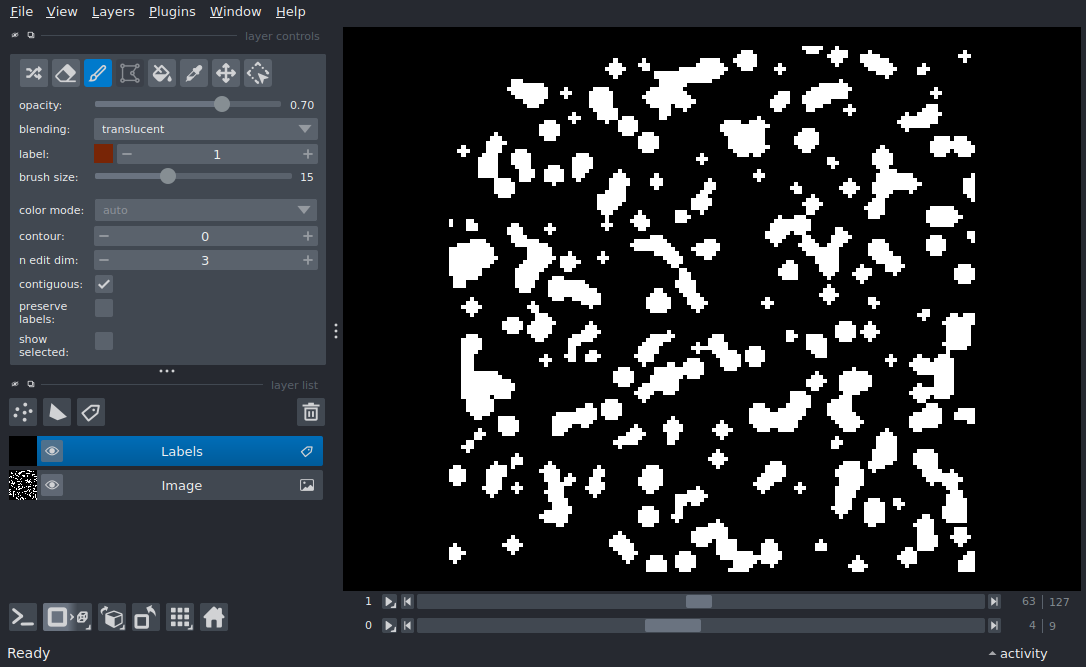 File View Layers Plugins Window Help
layer controls
opacity: 0.70
blending: translucent
label: 1
brush size: 15
color mode: auto
contour: 0
n edit dim: 3
contiguous:
preserve
labels:
show
selected:
layer list
Labels
Image
1 63 127
0 4 9
Ready activity